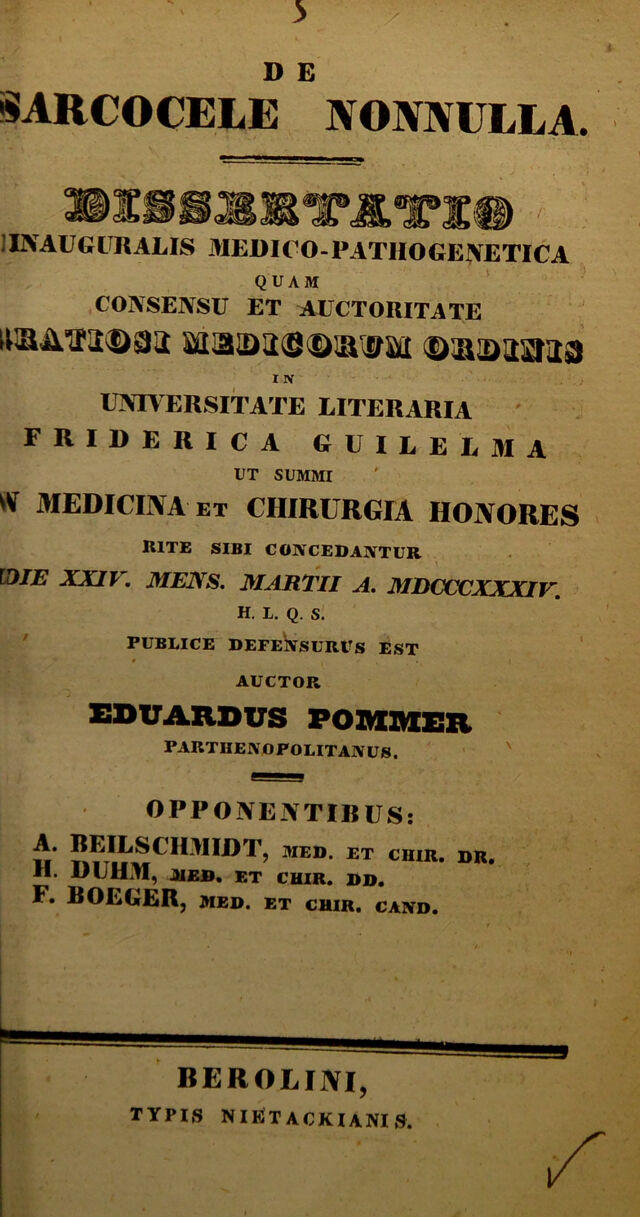 5
DE
SARCOCELE NONNULLA.
DISSERTATIO
INAUGURALIS MEDICO-PATHOGENETICA
QUAM
CONSENSU ET AUCTORITATE
GRATIOSI MEDICORUM ORDINIS
IN
UNIVERSITATE LITERARIA
FRIDERICA GUILELMA
UT SUMMI
IN MEDICINA ET CHIRURGIA HONORES
RITE SIBI CONCEDANTUR
DIE XXIV. MENS. MARTII A. MDCCCXXXIV.
H. L. Q. S.
PUBLICE DEFENSURUS EST
AUCTOR
EDUARDUS POMMER
PARTHENOPOLITANUS.
OPPONENTIBUS:
A. BEILSCHMIDT, MED. ET CHIR. DR.
H. DUHM, MED. ET CHIR. DD.
F. BOEGER, MED. ET CHIR. CAND.
BEROLINI,
TYPIS NIETACKIANIS.